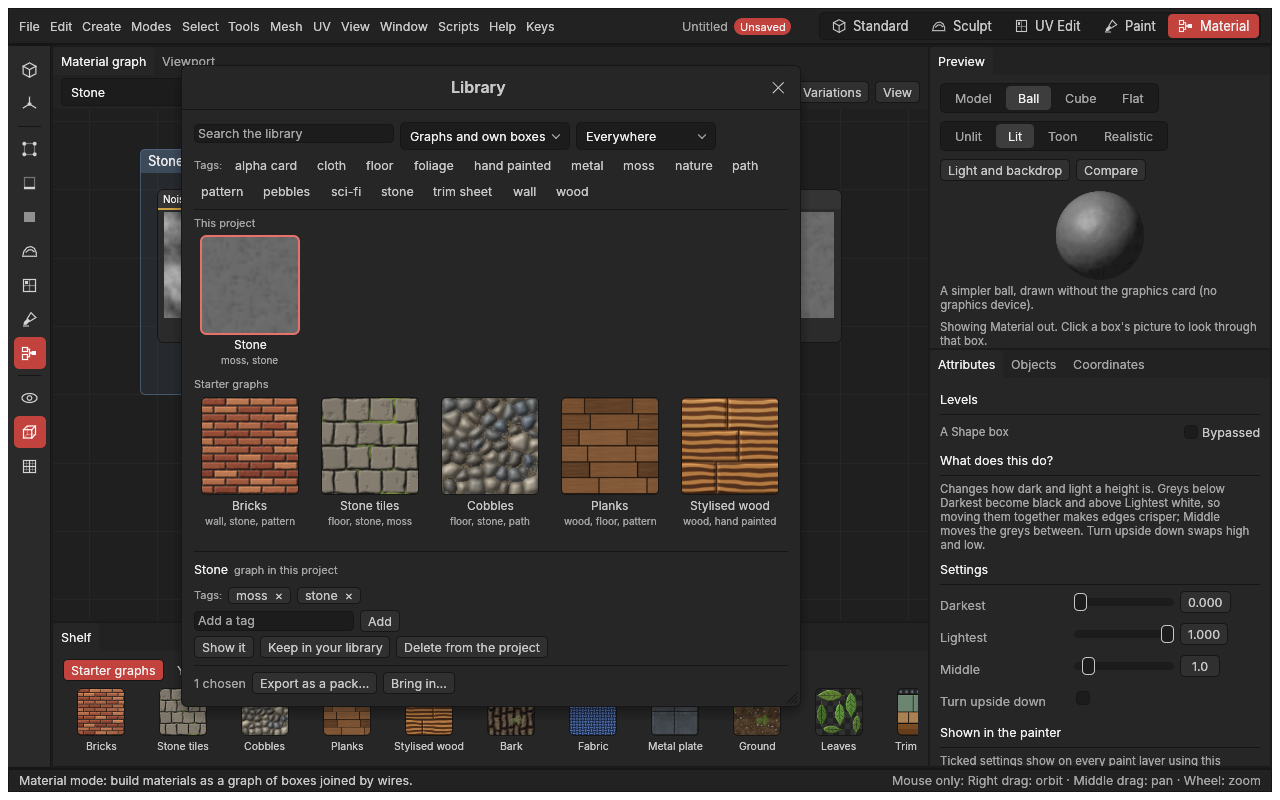 File Edit Create Modes Select Tools Mesh UV View Window Scripts Help Keys Untitled Unsaved Standard Sculpt UV Edit Paint Material
Material graph Viewport
Stone
Variations View
Stone
Library
Search the library Graphs and own boxes Everywhere
Tags: alpha card cloth floor foliage hand painted metal moss nature path
pattern pebbles sci-fi stone trim sheet wall wood
This project
Stone
moss, stone
Starter graphs
Bricks Stone tiles Cobbles Planks Stylised wood
wall, stone, pattern floor, stone, moss floor, stone, path wood, floor, pattern wood, hand painted
Stone graph in this project
Tags: moss × stone ×
Add a tag Add
Show it Keep in your library Delete from the project
1 chosen Export as a pack... Bring in...
Shelf
Starter graphs
Bricks Stone tiles Cobbles Planks Stylised wood Bark Fabric Metal plate Ground Leaves Trim
Preview
Model Ball Cube Flat
Unlit Lit Toon Realistic
Light and backdrop Compare
A simpler ball, drawn without the graphics card (no
graphics device).
Showing Material out. Click a box's picture to look through
that box.
Attributes Objects Coordinates
Levels
A Shape box Bypassed
What does this do?
Changes how dark and light a height is. Greys below
Darkest become black and above Lightest white, so
moving them together makes edges crisper; Middle
moves the greys between. Turn upside down swaps high
and low.
Settings
Darkest 0.000
Lightest 1.000
Middle 1.0
Turn upside down
Shown in the painter
Ticked settings show on every paint layer using this
Material mode: build materials as a graph of boxes joined by wires. Mouse only: Right drag: orbit · Middle drag: pan · Wheel: zoom